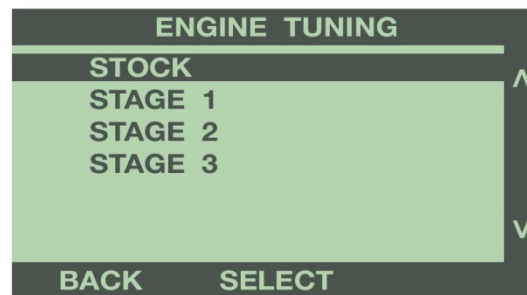 ENGINE TUNING
STOCK
STAGE 1
STAGE 2
STAGE 3
BACK SELECT